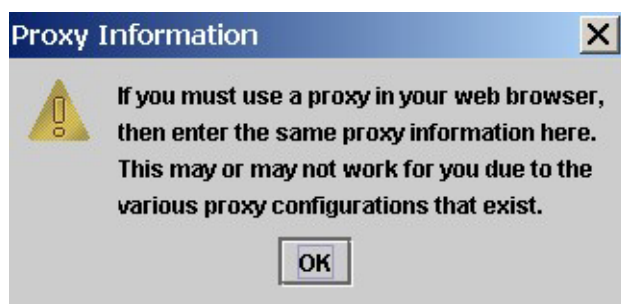 Proxy Information
If you must use a proxy in your web browser,
then enter the same proxy information here.
This may or may not work for you due to the
various proxy configurations that exist.
OK